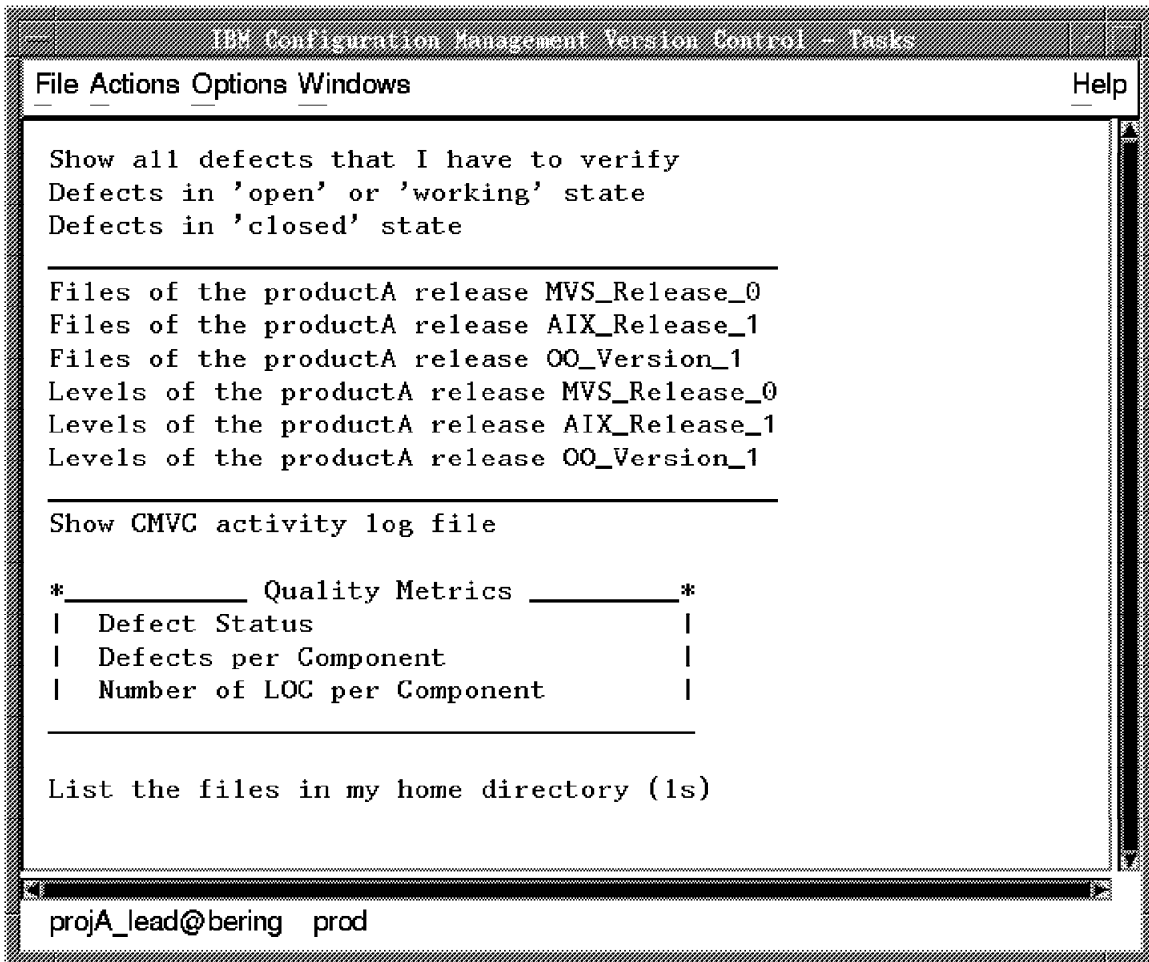 IBM Configuration Management Version Control - Tasks
File Actions Options Windows Help
Show all defects that I have to verify
Defects in 'open' or 'working' state
Defects in 'closed' state
Files of the productA release MVS_Release_0
Files of the productA release AIX_Release_1
Files of the productA release OO_Version_1
Levels of the productA release MVS_Release_0
Levels of the productA release AIX_Release_1
Levels of the productA release OO_Version_1
Show CMVC activity log file
*__________ Quality Metrics __________*
| Defect Status |
| Defects per Component |
| Number of LOC per Component |
List the files in my home directory (ls)
projA_lead@bering prod